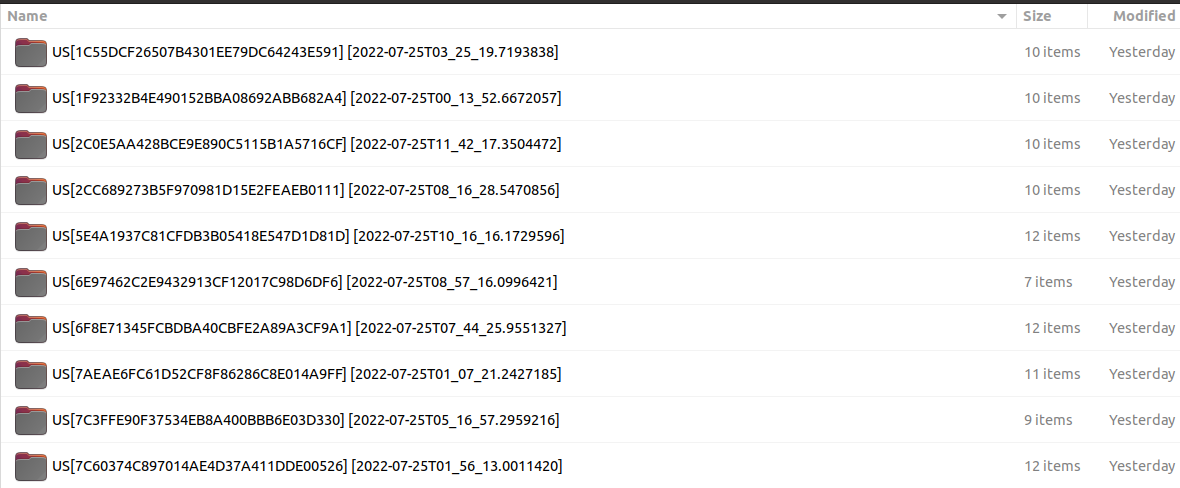 Name Size Modified
US[1C55DCF26507B4301EE79DC64243E591] [2022-07-25T03_25_19.7193838] 10 items Yesterday
US[1F92332B4E490152BBA08692ABB682A4] [2022-07-25T00_13_52.6672057] 10 items Yesterday
US[2C0E5AA428BCE9E890C5115B1A5716CF] [2022-07-25T11_42_17.3504472] 10 items Yesterday
US[2CC689273B5F970981D15E2FEAEB0111] [2022-07-25T08_16_28.5470856] 10 items Yesterday
US[5E4A1937C81CFDB3B05418E547D1D81D] [2022-07-25T10_16_16.1729596] 12 items Yesterday
US[6E97462C2E9432913CF12017C98D6DF6] [2022-07-25T08_57_16.0996421] 7 items Yesterday
US[6F8E71345FCBDBA40CBFE2A89A3CF9A1] [2022-07-25T07_44_25.9551327] 12 items Yesterday
US[7AEAE6FC61D52CF8F86286C8E014A9FF] [2022-07-25T01_07_21.2427185] 11 items Yesterday
US[7C3FFE90F37534EB8A400BBB6E03D330] [2022-07-25T05_16_57.2959216] 9 items Yesterday
US[7C60374C897014AE4D37A411DDE00526] [2022-07-25T01_56_13.0011420] 12 items Yesterday